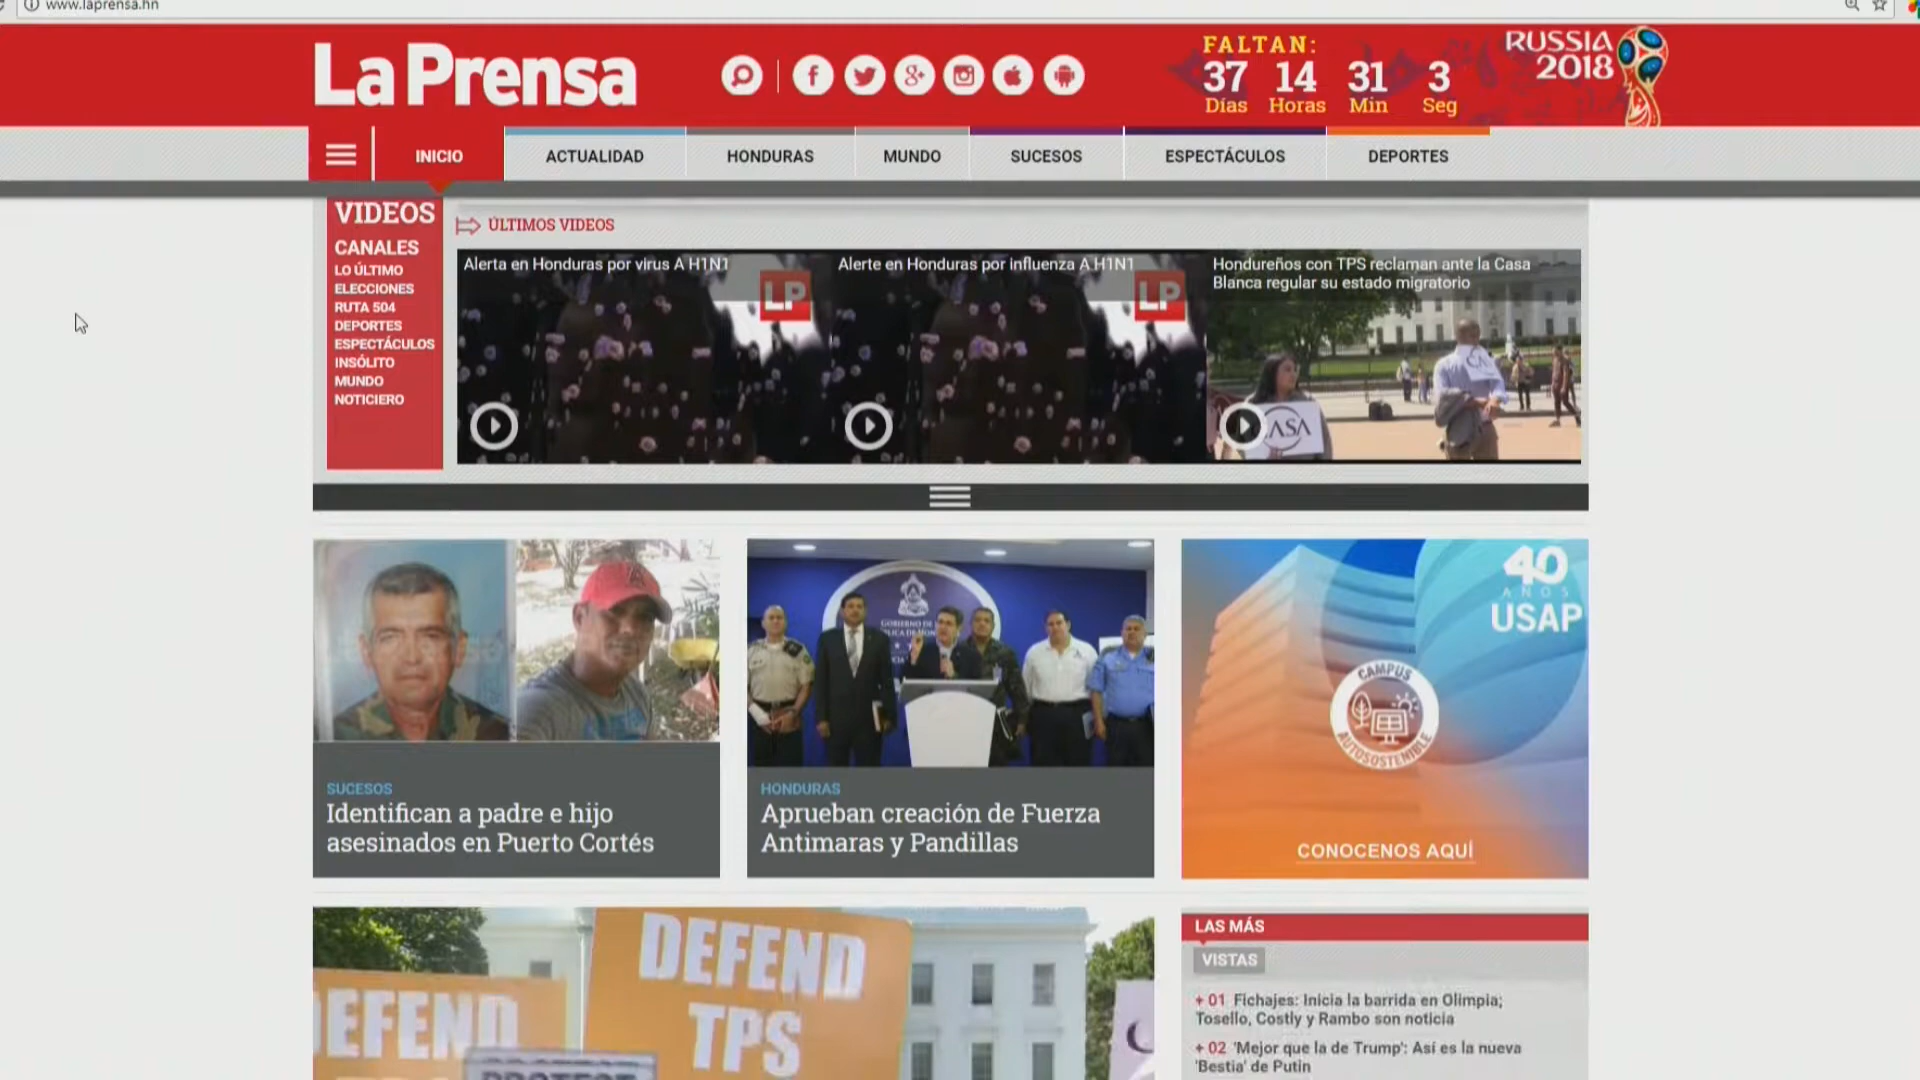 www.laprensa.hn
La Prensa
FALTAN:
37 14 31 3
Días Horas Min Seg
RUSSIA
2018
INICIO ACTUALIDAD HONDURAS MUNDO SUCESOS ESPECTÁCULOS DEPORTES
VIDEOS
CANALES
LO ÚLTIMO
ELECCIONES
RUTA 504
DEPORTES
ESPECTÁCULOS
INSÓLITO
MUNDO
NOTICIERO
ÚLTIMOS VIDEOS
Alerta en Honduras por virus A H1N1
LP
Alerte en Honduras por influenza A H1N1
LP
Hondureños con TPS reclaman ante la Casa
Blanca regular su estado migratorio
CASA
SUCESOS
Identifican a padre e hijo
asesinados en Puerto Cortés
GOBIERNO DE
HONDURAS
Aprueban creación de Fuerza
Antimaras y Pandillas
40
AÑOS
USAP
CAMPUS
AUTOSOSTENIBLE
CONOCENOS AQUÍ
DEFEND
TPS
DEFEND
PROTECT
LAS MÁS
VISTAS
+ 01 Fichajes: Inicia la barrida en Olimpia;
Tosello, Costly y Rambo son noticia
+ 02 'Mejor que la de Trump': Así es la nueva
'Bestia' de Putin